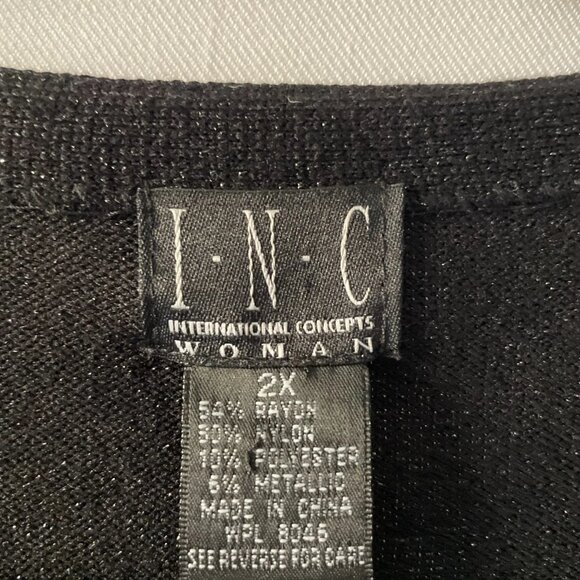 I·N·C
INTERNATIONAL CONCEPTS
WOMAN
2X
54% RAYON
30% NYLON
10% POLYESTER
6% METALLIC
MADE IN CHINA
WPL 8046
SEE REVERSE FOR CARE